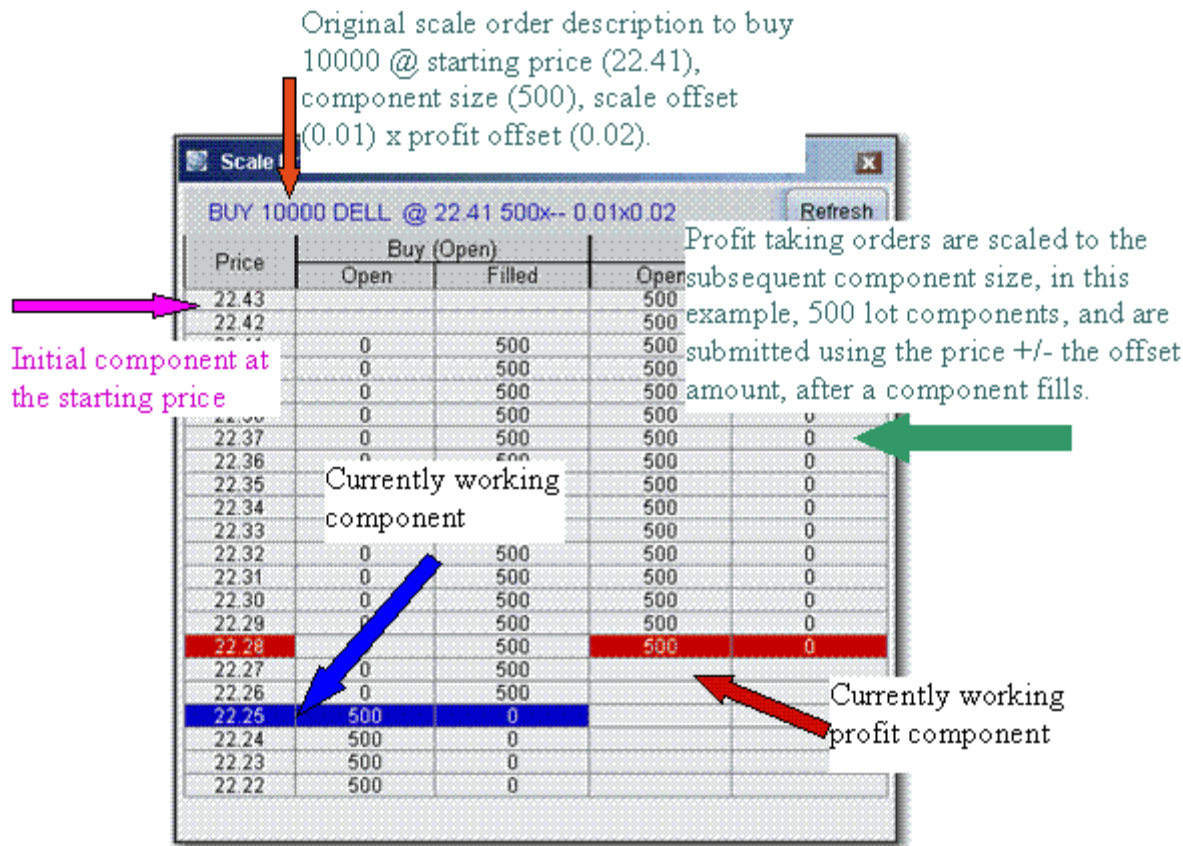 Original scale order description to buy
10000 @ starting price (22.41),
component size (500), scale offset
(0.01) x profit offset (0.02).
Scale
BUY 10000 DELL @ 22.41 500x-- 0.01x0.02 Refresh
Price Buy (Open)
Open Filled Open
Profit taking orders are scaled to the
subsequent component size, in this
example, 500 lot components, and are
submitted using the price +/- the offset
amount, after a component fills.
Initial component at
the starting price
22.43 500
22.42 500
0 500 500
0 500 500
0 500 500
0 500 500 0
22.37 0 500 500 0
22.36 0 500 500 0
22.35 500 0
22.34 500 0
22.33 500 0
Currently working
component
22.32 0 500 500 0
22.31 0 500 500 0
22.30 0 500 500 0
22.29 0 500 500 0
22.28 500 500 0
22.27 0 500
22.26 0 500
22.25 500 0
22.24 500 0
22.23 500 0
22.22 500 0
Currently working
profit component